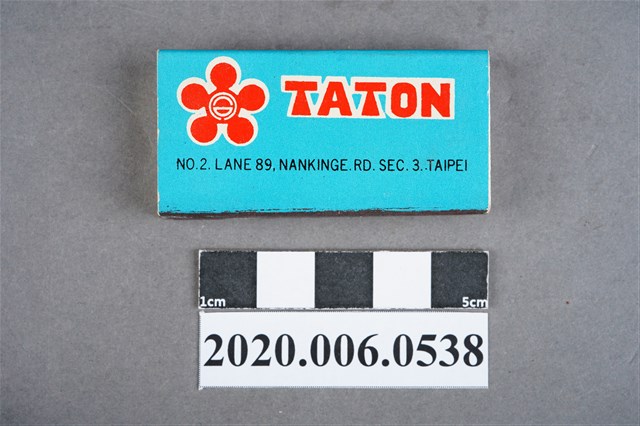 TATON
NO.2. LANE 89, NANKINGE.RD. SEC. 3. TAIPEI
1cm 5cm
2020.006.0538